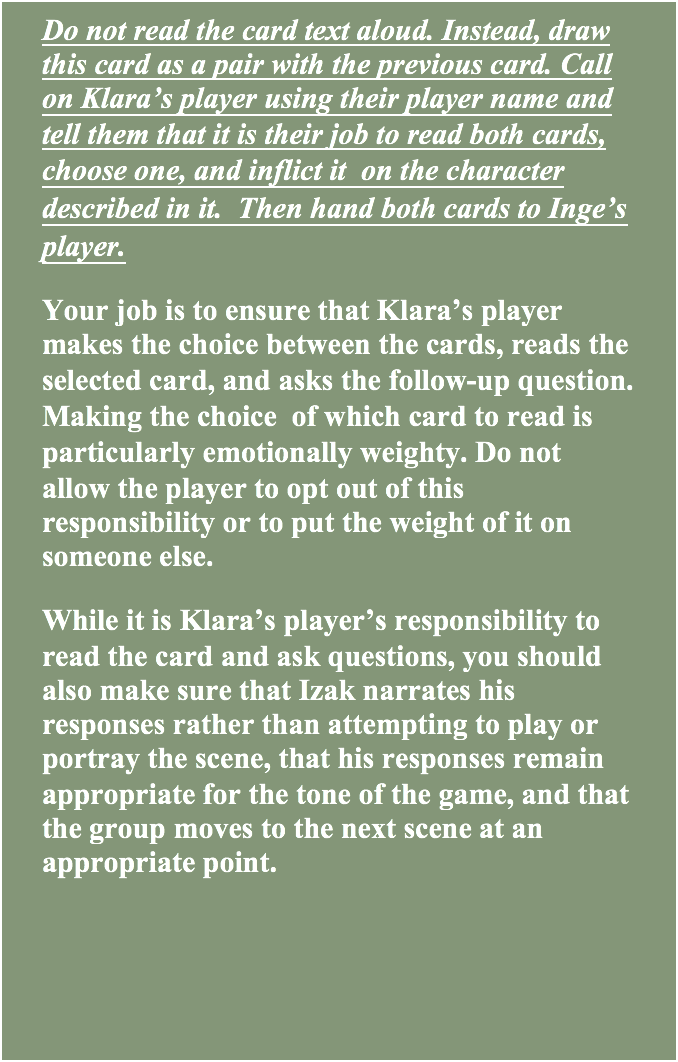 Do not read the card text aloud. Instead, draw
this card as a pair with the previous card. Call
on Klara’s player using their player name and
tell them that it is their job to read both cards,
choose one, and inflict it  on the character
described in it.  Then hand both cards to Inge’s
player.
Your job is to ensure that Klara’s player
makes the choice between the cards, reads the
selected card, and asks the follow-up question.
Making the choice  of which card to read is
particularly emotionally weighty. Do not
allow the player to opt out of this
responsibility or to put the weight of it on
someone else.
While it is Klara’s player’s responsibility to
read the card and ask questions, you should
also make sure that Izak narrates his
responses rather than attempting to play or
portray the scene, that his responses remain
appropriate for the tone of the game, and that
the group moves to the next scene at an
appropriate point.